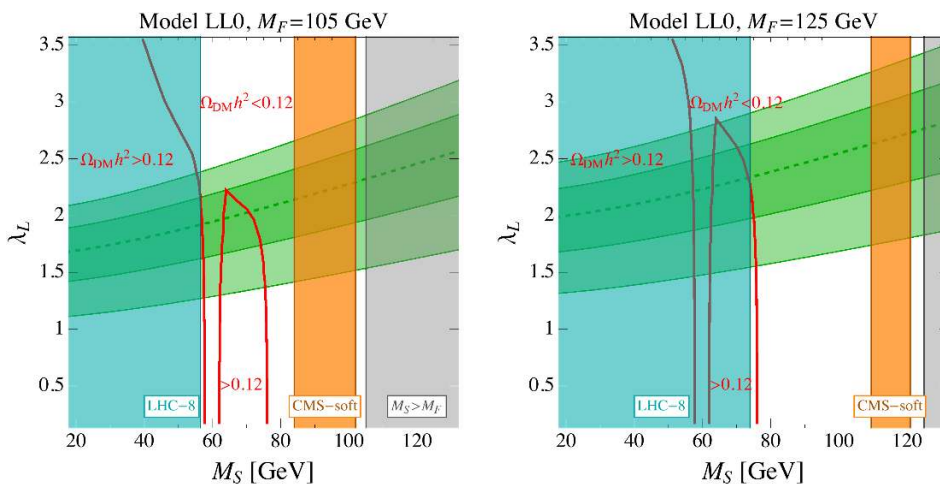 Model LL0, M_F=105 GeV
3.5
3
2.5
2
1.5
1
0.5
λ_L
Ω_DM h²<0.12
Ω_DM h²>0.12
>0.12
LHC−8
CMS−soft
M_S>M_F
20 40 60 80 100 120
M_S [GeV]
Model LL0, M_F=125 GeV
3.5
3
2.5
2
1.5
1
0.5
λ_L
Ω_DM h²<0.12
Ω_DM h²>0.12
>0.12
LHC−8
CMS−soft
20 40 60 80 100 120
M_S [GeV]